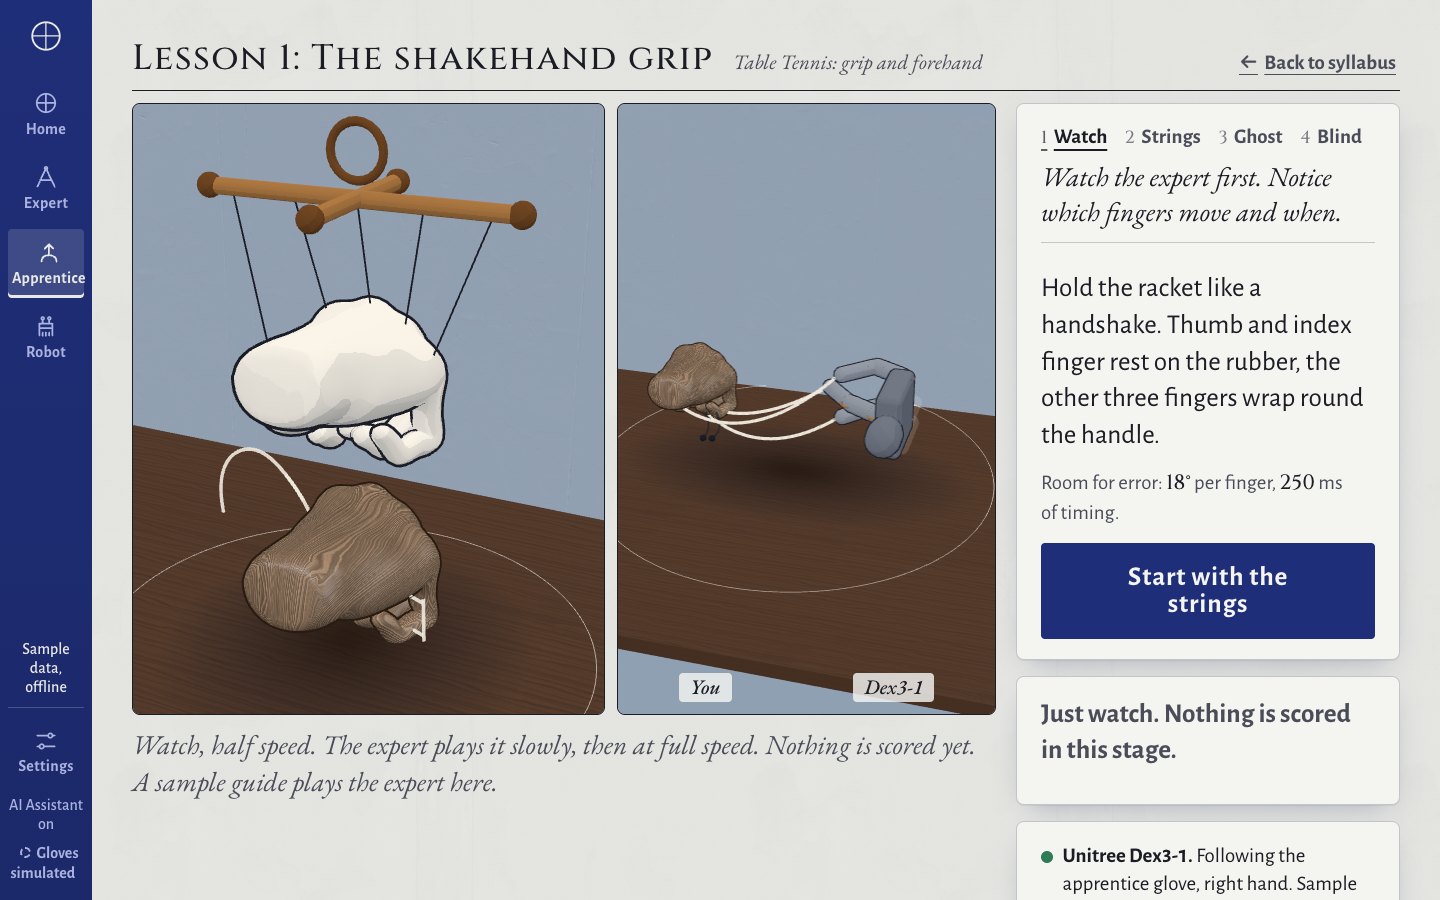 Home
Expert
Apprentice
Robot
Sample
data,
offline
Settings
AI Assistant
on
Gloves
simulated
Lesson 1: The shakehand grip
Table Tennis: grip and forehand
← Back to syllabus
You
Dex3-1
Watch, half speed. The expert plays it slowly, then at full speed. Nothing is scored yet.
A sample guide plays the expert here.
1 Watch 2 Strings 3 Ghost 4 Blind
Watch the expert first. Notice
which fingers move and when.
Hold the racket like a
handshake. Thumb and index
finger rest on the rubber, the
other three fingers wrap round
the handle.
Room for error: 18° per finger, 250 ms
of timing.
Start with the
strings
Just watch. Nothing is scored
in this stage.
Unitree Dex3-1. Following the
apprentice glove, right hand. Sample